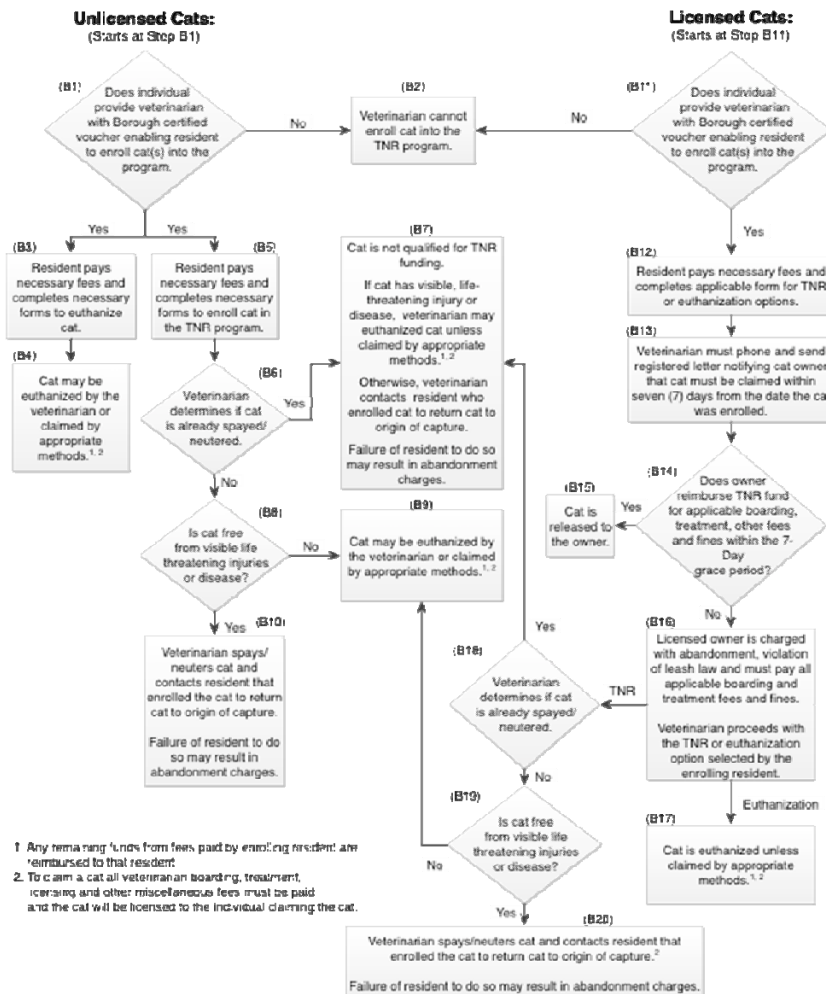 Unlicensed Cats:
(Starts at Step B1)
Licensed Cats:
(Starts at Step B11)
(B1)
Does individual
provide veterinarian
with Borough certified
voucher enabling resident
to enroll cat(s) into the
program.
No
(B2)
Veterinarian cannot
enroll cat into the
TNR program.
No
(B11)
Does individual
provide veterinarian
with Borough certified
voucher enabling resident
to enroll cat(s) into the
program.
Yes
Yes
(B3)
Resident pays
necessary fees and
completes necessary
forms to euthanize
cat.
(B4)
Cat may be
euthanized by the
veterinarian or
claimed by
appropriate
methods.1, 2
(B5)
Resident pays
necessary fees and
completes necessary
forms to enroll cat
in the TNR program.
(B6)
Veterinarian
determines if cat
is already spayed/
neutered.
Yes
No
(B7)
Cat is not qualified for TNR
funding.
If cat has visible, life-
threatening injury or
disease, veterinarian may
euthanized cat unless
claimed by appropriate
methods.1, 2
Otherwise, veterinarian
contacts resident who
enrolled cat to return cat to
origin of capture.
Failure of resident to do so
may result in abandonment
charges.
(B8)
Is cat free
from visible life
threatening injuries
or disease?
No
Yes
(B9)
Cat may be euthanized by
the veterinarian or claimed
by appropriate methods.1, 2
(B10)
Veterinarian spays/
neuters cat and
contacts resident that
enrolled the cat to return
cat to origin of capture.
Failure of resident to do
so may result in
abandonment charges.
Yes
(B12)
Resident pays necessary fees and
completes applicable form for TNR
or euthanization options.
(B13)
Veterinarian must phone and send
registered letter notifying cat owner
that cat must be claimed within
seven (7) days from the date the cat
was enrolled.
(B14)
Does owner
reimburse TNR fund
for applicable boarding,
treatment, other fees
and fines within the 7-
Day
grace period?
Yes
(B15)
Cat is
released to
the owner.
No
(B16)
Licensed owner is charged
with abandonment, violation
of leash law and must pay all
applicable boarding and
treatment fees and fines.
Veterinarian proceeds with
the TNR or euthanization
option selected by the
enrolling resident.
TNR
Euthanization
(B17)
Cat is euthanized unless
claimed by appropriate
methods.1, 2
(B18)
Veterinarian
determines if cat
is already spayed/
neutered.
Yes
No
(B19)
Is cat free
from visible life
threatening injuries
or disease?
No
Yes
(B20)
Veterinarian spays/neuters cat and contacts resident that
enrolled the cat to return cat to origin of capture.2
Failure of resident to do so may result in abandonment charges.
1 Any remaining funds from fees paid by enrolling resident are
reimbursed to that resident
2. To claim a cat all veterinarian boarding, treatment,
licensing and other miscellaneous fees must be paid
and the cat will be licensed to the individual claiming the cat.